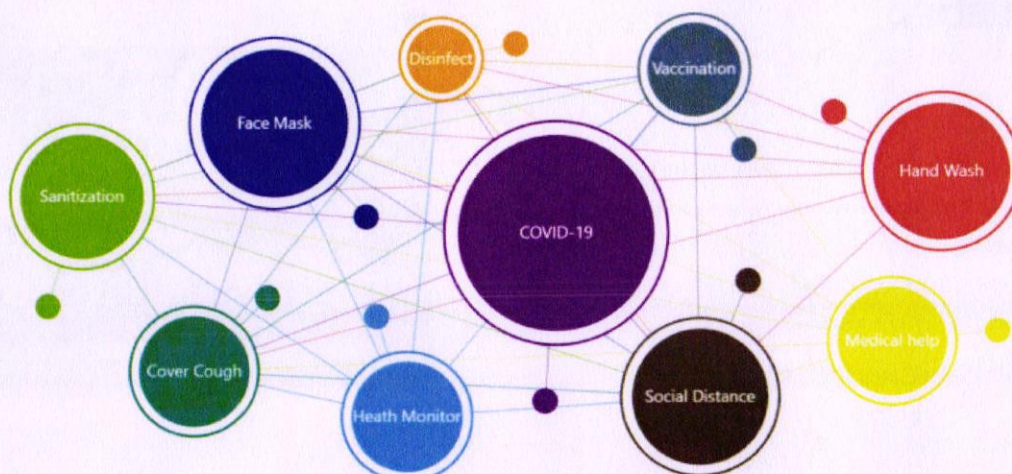 Disinfect
Vaccination
Face Mask
Hand Wash
Sanitization
COVID-19
Medical help
Cover Cough
Social Distance
Heath Monitor